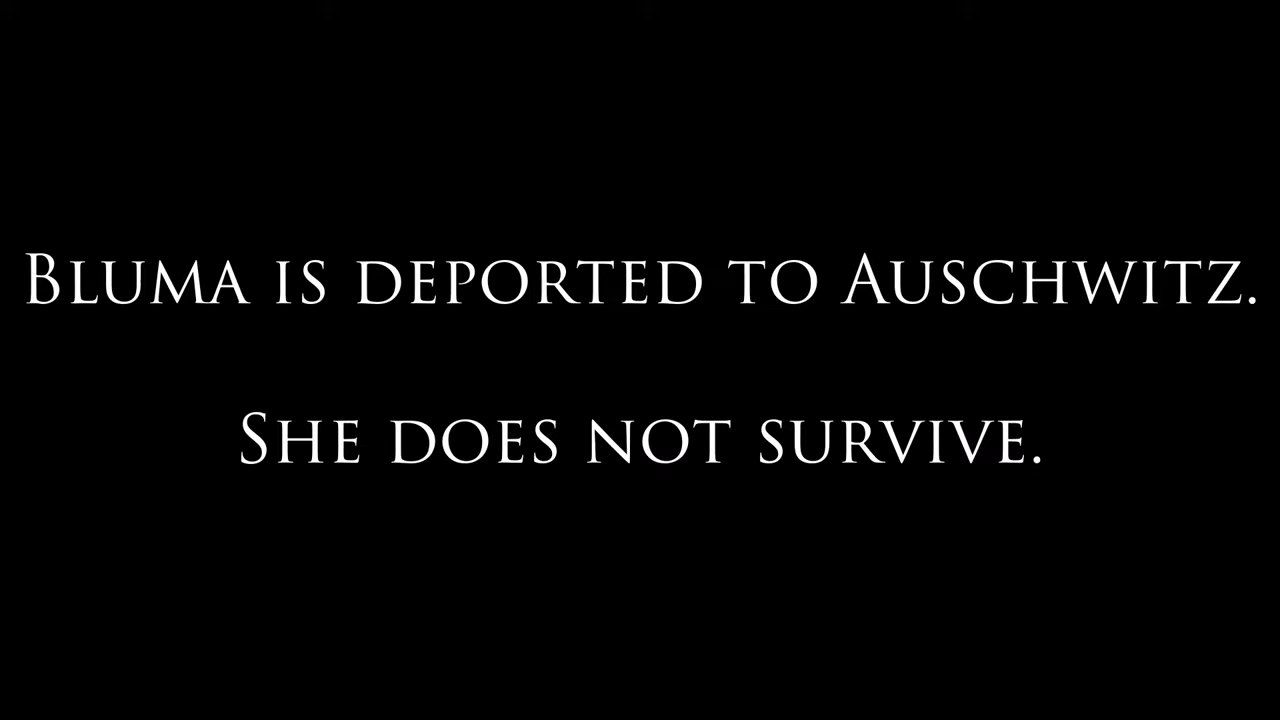 Bluma is deported to Auschwitz.
She does not survive.